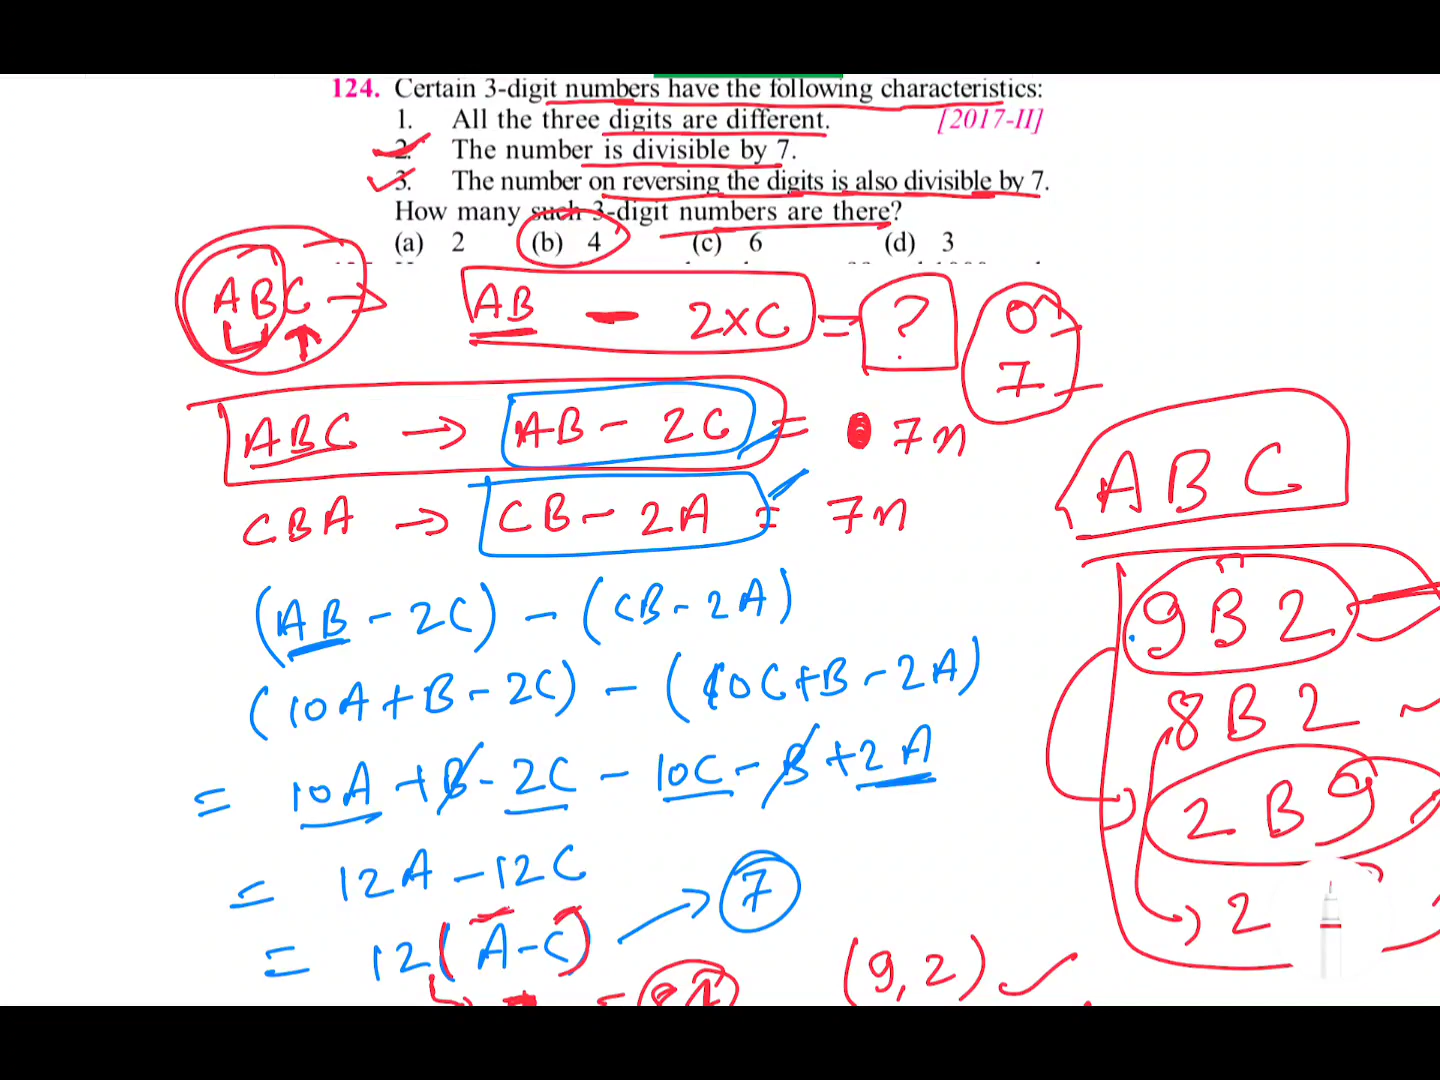 124. Certain 3-digit numbers have the following characteristics:
1. All the three digits are different. [2017-II]
2. The number is divisible by 7.
3. The number on reversing the digits is also divisible by 7.
How many such 3-digit numbers are there?
(a) 2 (b) 4 (c) 6 (d) 3
ABC → AB - 2×C = ? 0
7
ABC → AB - 2C = 7n
CBA → CB - 2A = 7n
(AB - 2C) - (CB - 2A)
(10A + B - 2C) - (10C + B - 2A)
= 10A + B - 2C - 10C - B + 2A
= 12A - 12C
= 12(A - C) → 7
(9, 2)
ABC
9B2
8B2
2B9
2